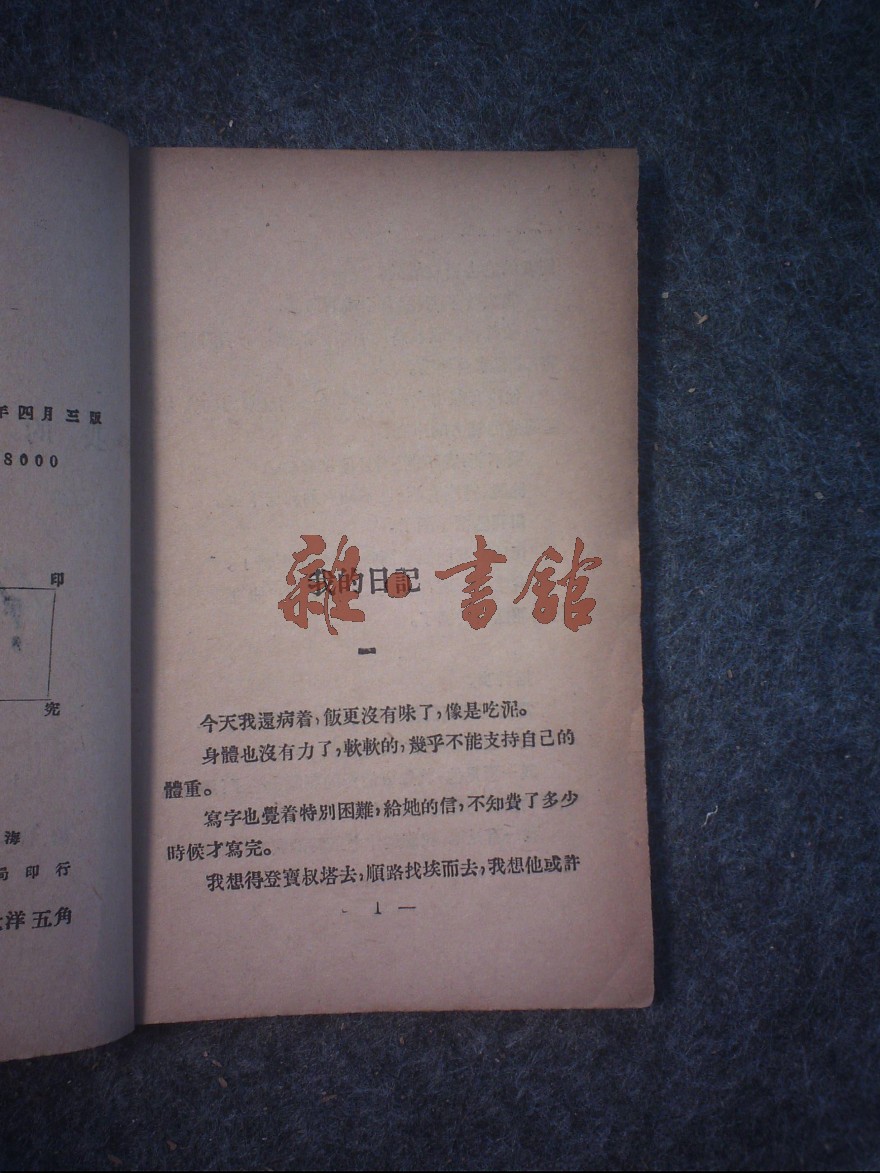 年四月三版
8000
印
究
海
局印行
洋五角
我的日記
雜·書館
一
今天我還病着，飯更沒有味了，像是吃泥。
身體也沒有力了，軟軟的，幾乎不能支持自己的
體重。
寫字也覺着特別困難，給她的信，不知費了多少
時候才寫完。
我想得登寶叔塔去，順路找埃而去，我想他或許
1 —